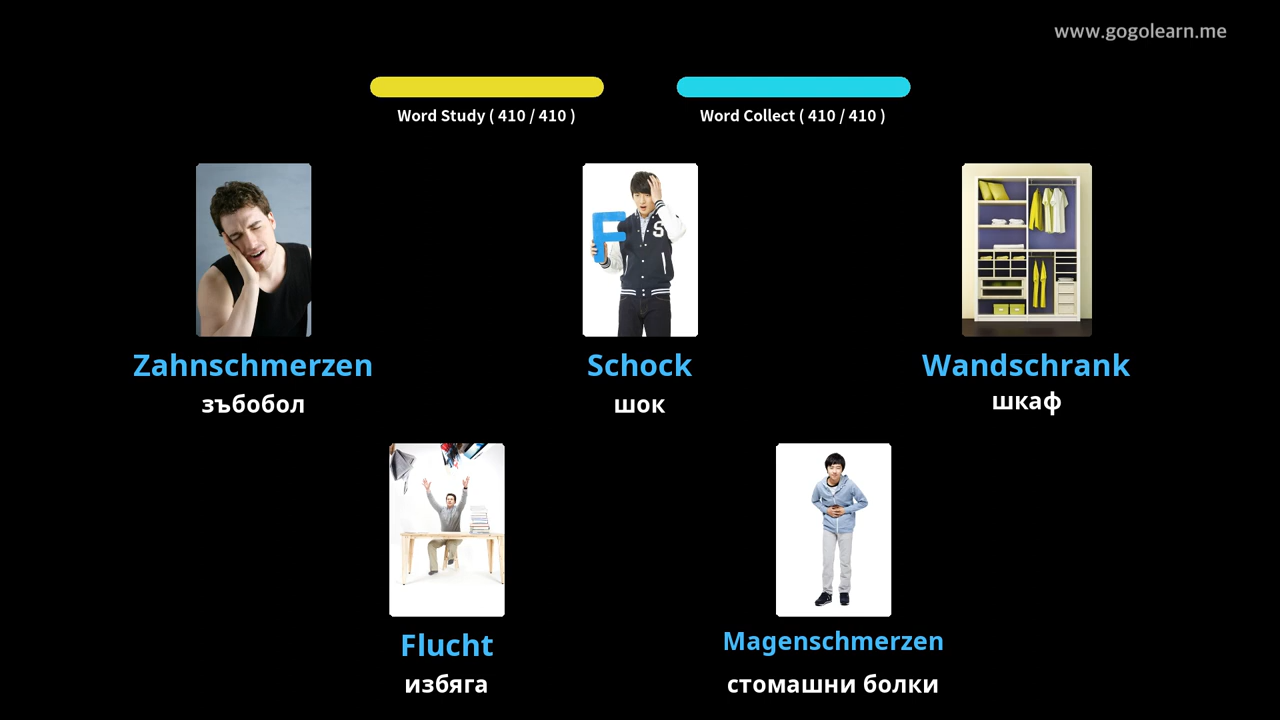 www.gogolearn.me
Word Study ( 410 / 410 )
Word Collect ( 410 / 410 )
F
S
Zahnschmerzen
зъбобол
Schock
шок
Wandschrank
шкаф
Flucht
избяга
Magenschmerzen
стомашни болки